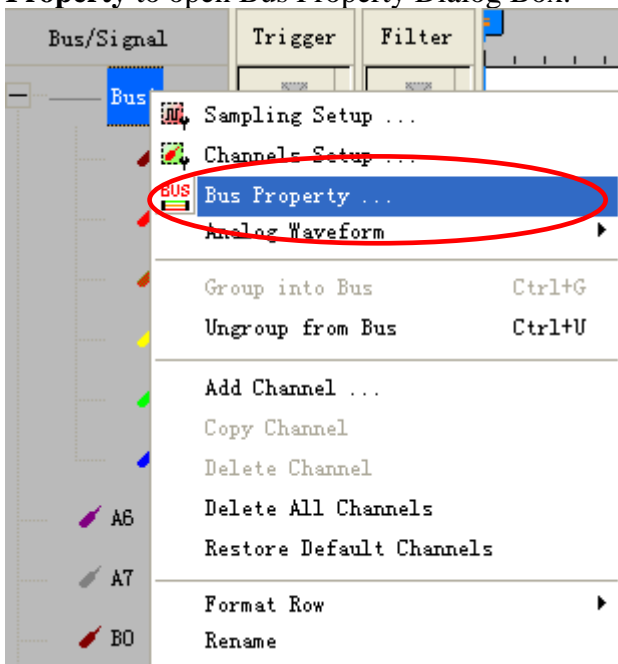 Property to open Bus Property Dialog Box.
Bus/Signal Trigger Filter
Bus
Sampling Setup ...
Channels Setup ...
BUS Bus Property ...
Analog Waveform
Group into Bus Ctrl+G
Ungroup from Bus Ctrl+U
Add Channel ...
Copy Channel
Delete Channel
A6 Delete All Channels
Restore Default Channels
A7
Format Row
B0 Rename